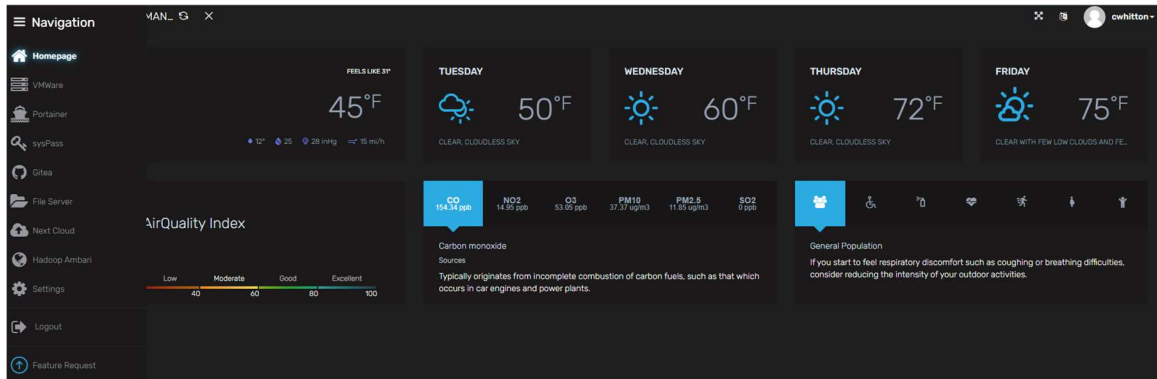 Navigation
MAN_
cwhitton
Homepage
VMWare
Portainer
sysPass
Gitea
File Server
Next Cloud
Hadoop Ambari
Settings
Logout
Feature Request
FEELS LIKE 31°
45°F
12° 25 28 inHg 15 mi/h
TUESDAY
50°F
CLEAR, CLOUDLESS SKY
WEDNESDAY
60°F
CLEAR, CLOUDLESS SKY
THURSDAY
72°F
CLEAR, CLOUDLESS SKY
FRIDAY
75°F
CLEAR WITH FEW LOW CLOUDS AND FE...
AirQuality Index
Low Moderate Good Excellent
40 60 80 100
CO NO2 O3 PM10 PM2.5 SO2
154.34 ppb 14.95 ppb 53.05 ppb 37.37 ug/m3 11.85 ug/m3 0 ppb
Carbon monoxide
Sources
Typically originates from incomplete combustion of carbon fuels, such as that which
occurs in car engines and power plants.
General Population
If you start to feel respiratory discomfort such as coughing or breathing difficulties,
consider reducing the intensity of your outdoor activities.